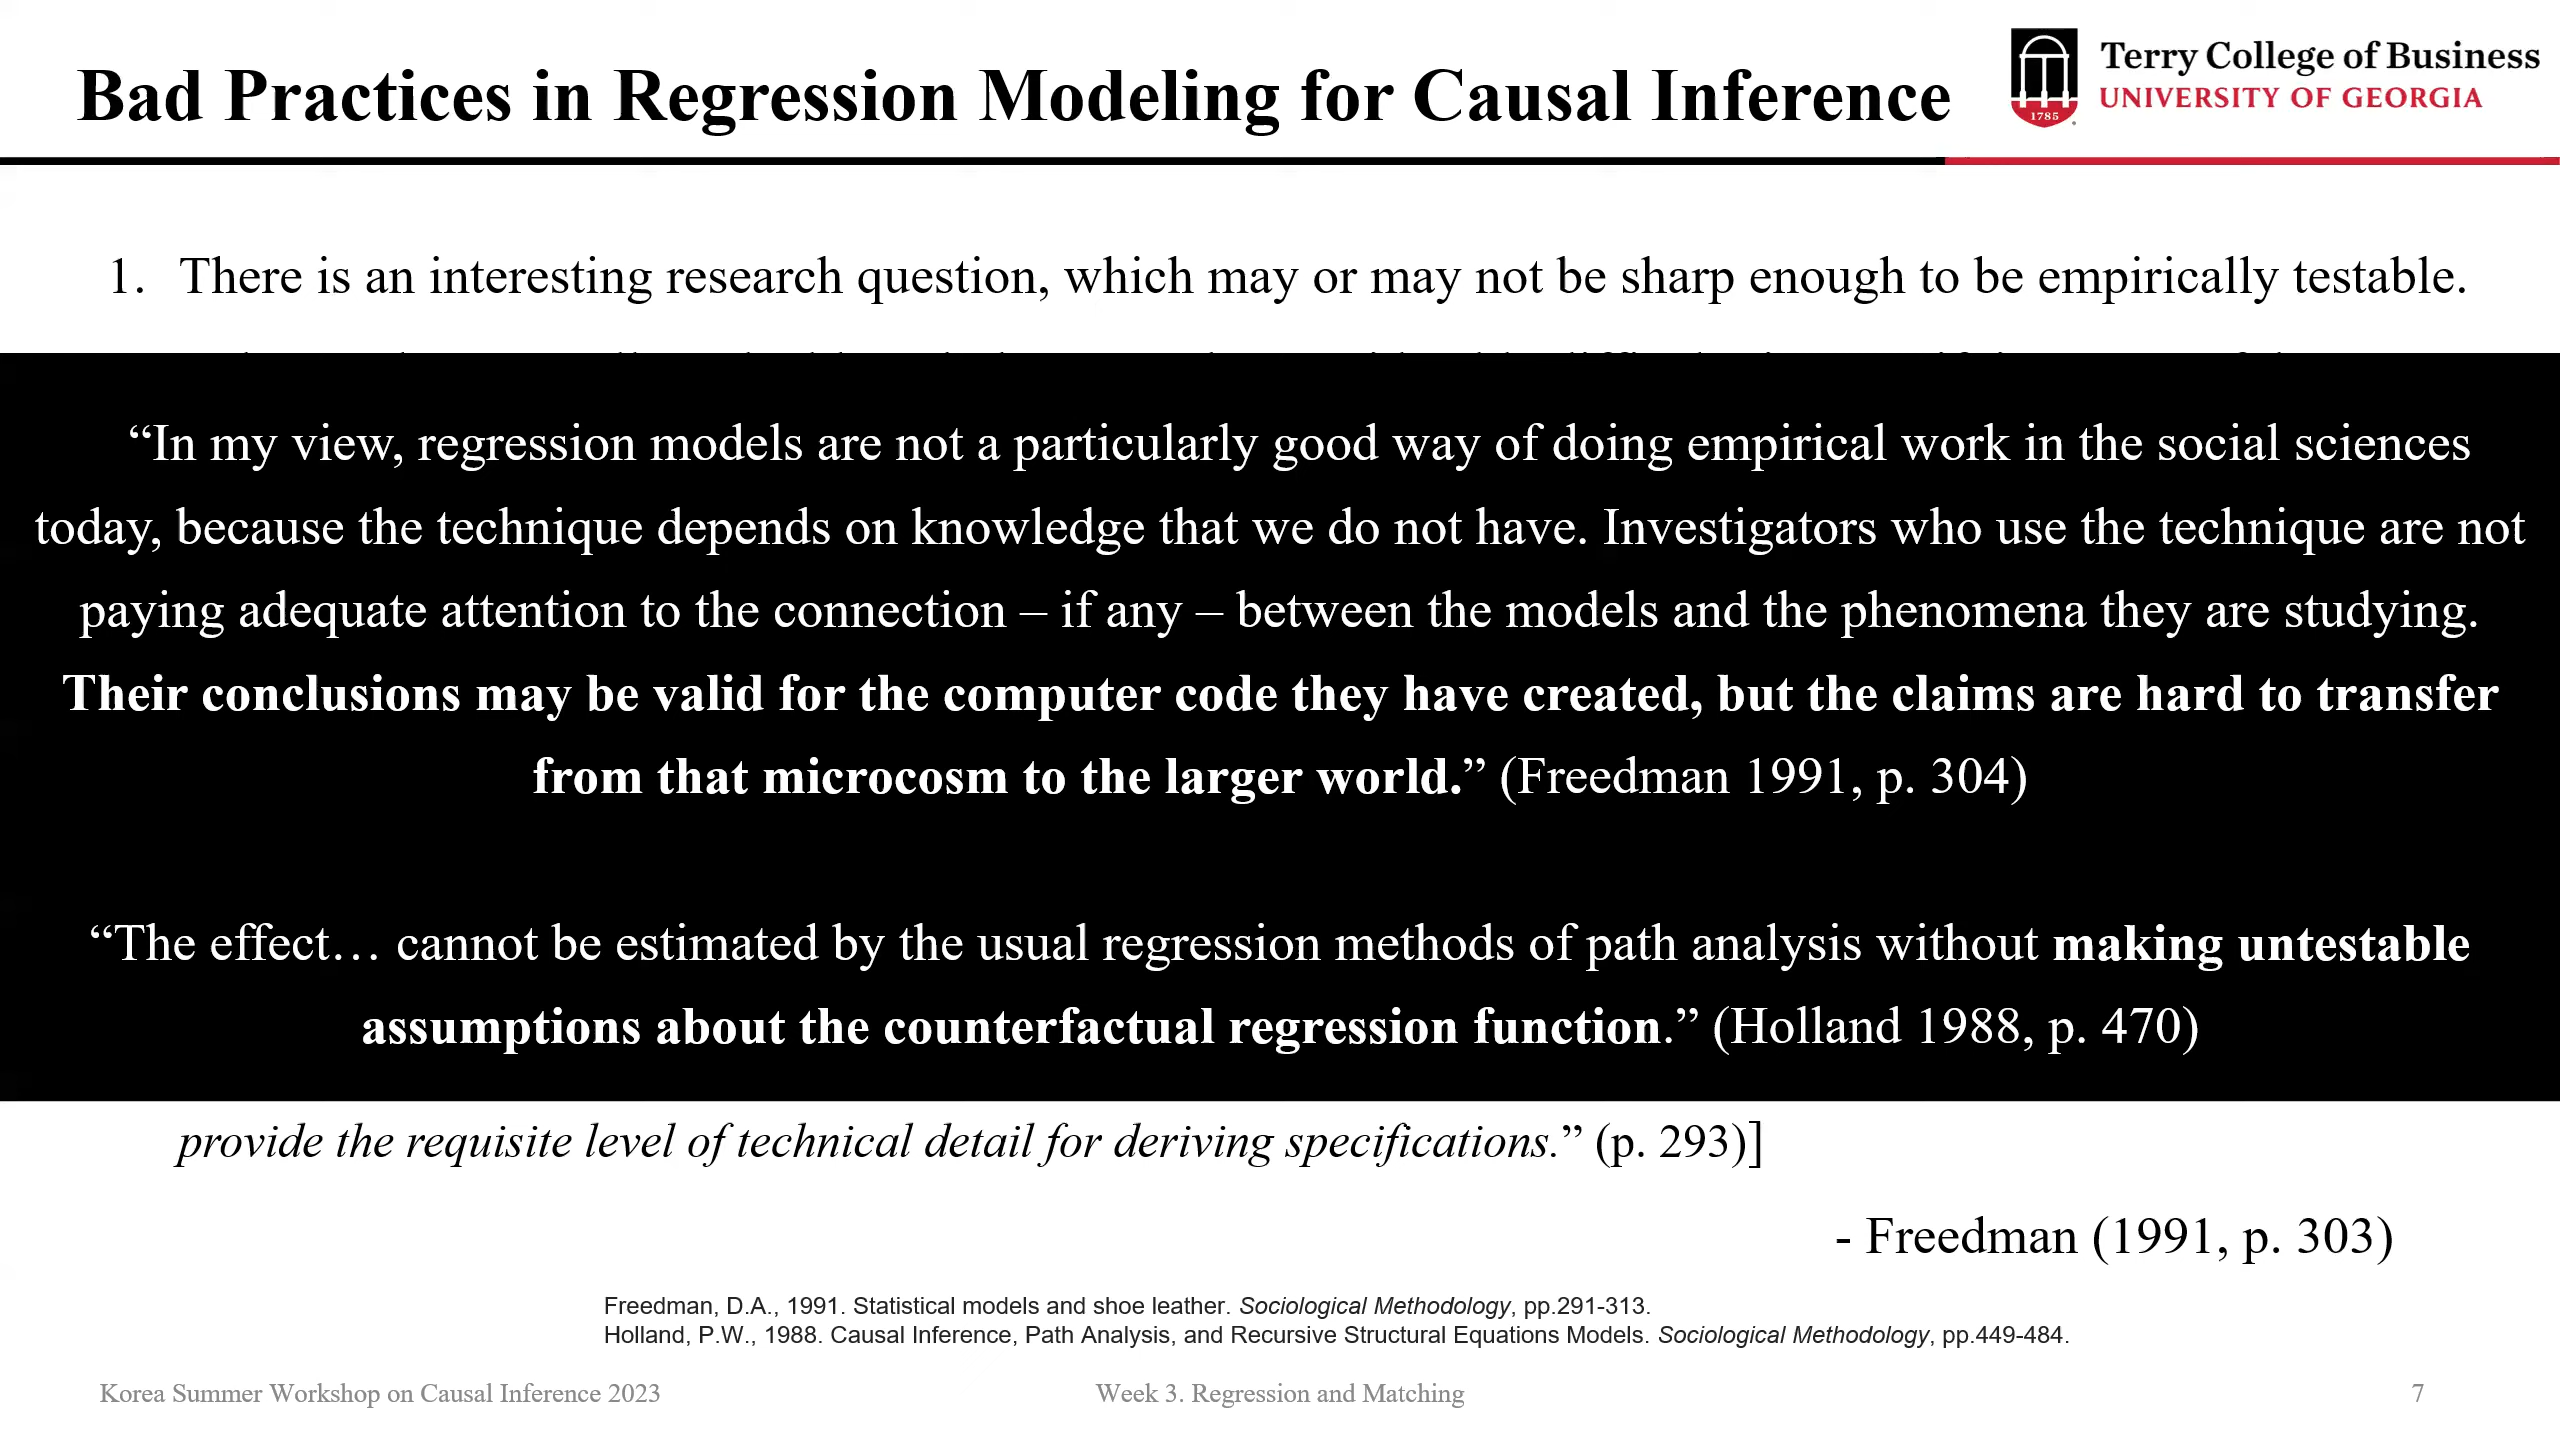 Bad Practices in Regression Modeling for Causal Inference
Terry College of Business
UNIVERSITY OF GEORGIA
1785
1. There is an interesting research question, which may or may not be sharp enough to be empirically testable.
“In my view, regression models are not a particularly good way of doing empirical work in the social sciences
today, because the technique depends on knowledge that we do not have. Investigators who use the technique are not
paying adequate attention to the connection – if any – between the models and the phenomena they are studying.
Their conclusions may be valid for the computer code they have created, but the claims are hard to transfer
from that microcosm to the larger world.” (Freedman 1991, p. 304)
“The effect… cannot be estimated by the usual regression methods of path analysis without making untestable
assumptions about the counterfactual regression function.” (Holland 1988, p. 470)
provide the requisite level of technical detail for deriving specifications.” (p. 293)]
- Freedman (1991, p. 303)
Freedman, D.A., 1991. Statistical models and shoe leather. Sociological Methodology, pp.291-313.
Holland, P.W., 1988. Causal Inference, Path Analysis, and Recursive Structural Equations Models. Sociological Methodology, pp.449-484.
Korea Summer Workshop on Causal Inference 2023
Week 3. Regression and Matching
7